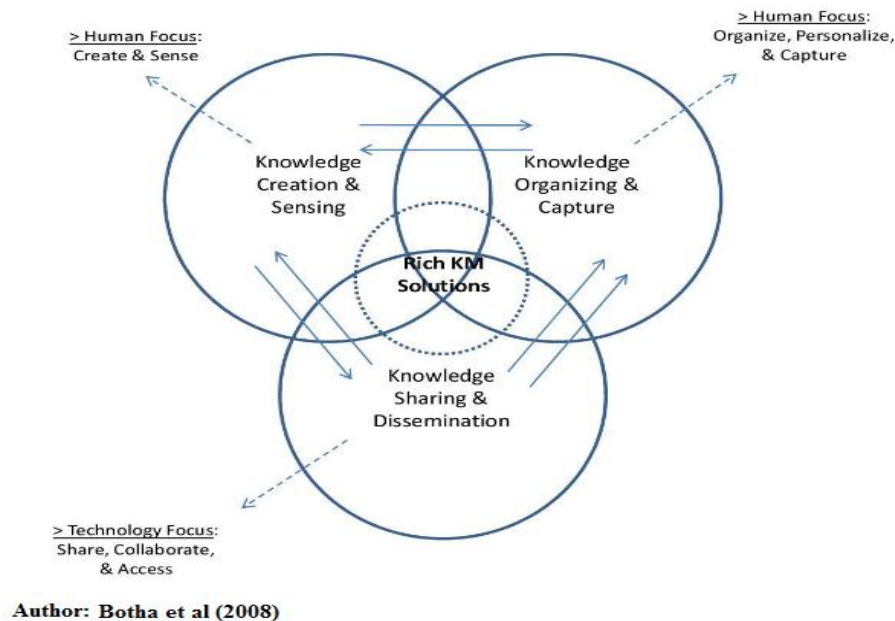 > Human Focus:
Create & Sense
> Human Focus:
Organize, Personalize,
& Capture
Knowledge
Creation &
Sensing
Knowledge
Organizing &
Capture
Rich KM
Solutions
Knowledge
Sharing &
Dissemination
> Technology Focus:
Share, Collaborate,
& Access
Author: Botha et al (2008)